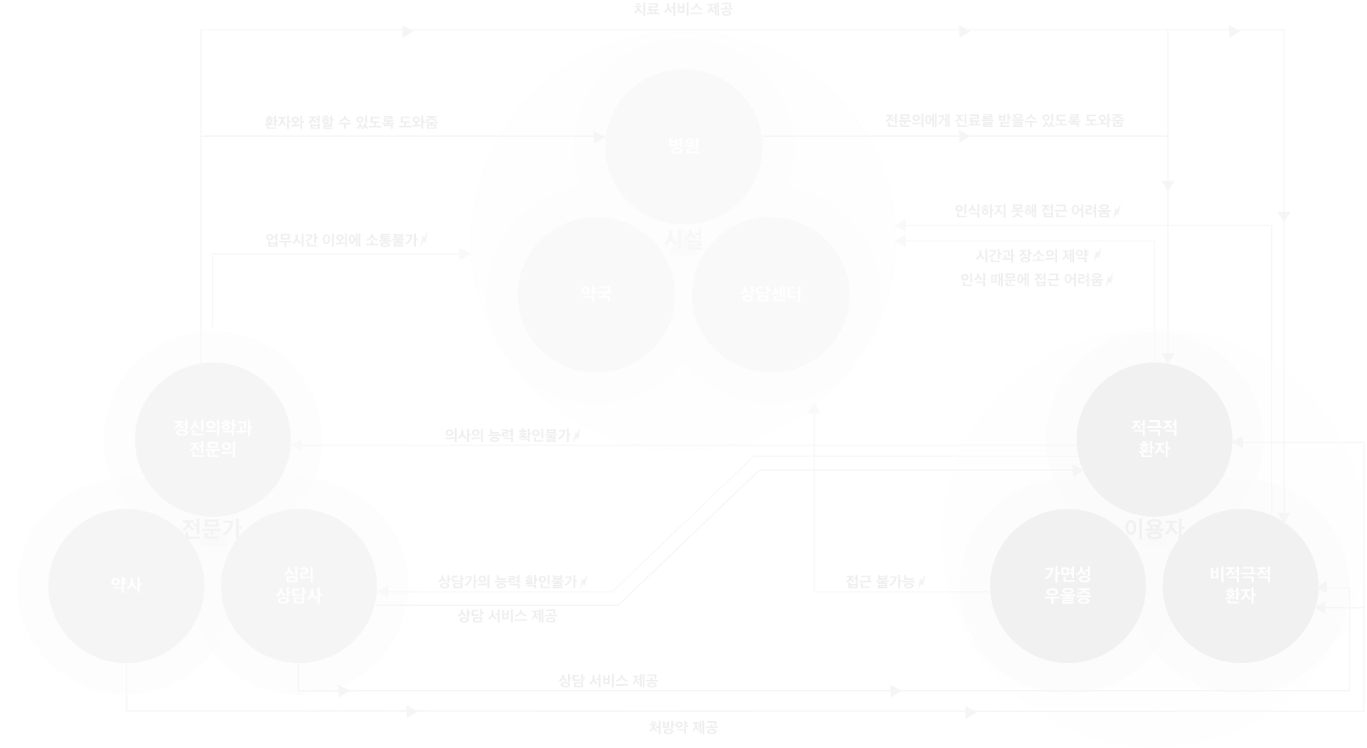 치료 서비스 제공
환자와 접할 수 있도록 도와줌
전문의에게 진료를 받을수 있도록 도와줌
병원
인식하지 못해 접근 어려움
업무시간 이외에 소통불가
시설
시간과 장소의 제약
인식 때문에 접근 어려움
약국
상담센터
정신의학과
전문의
의사의 능력 확인불가
적극적
환자
전문가
이용자
약사
심리
상담사
상담가의 능력 확인불가
상담 서비스 제공
접근 불가능
가면성
우울증
비적극적
환자
상담 서비스 제공
처방약 제공